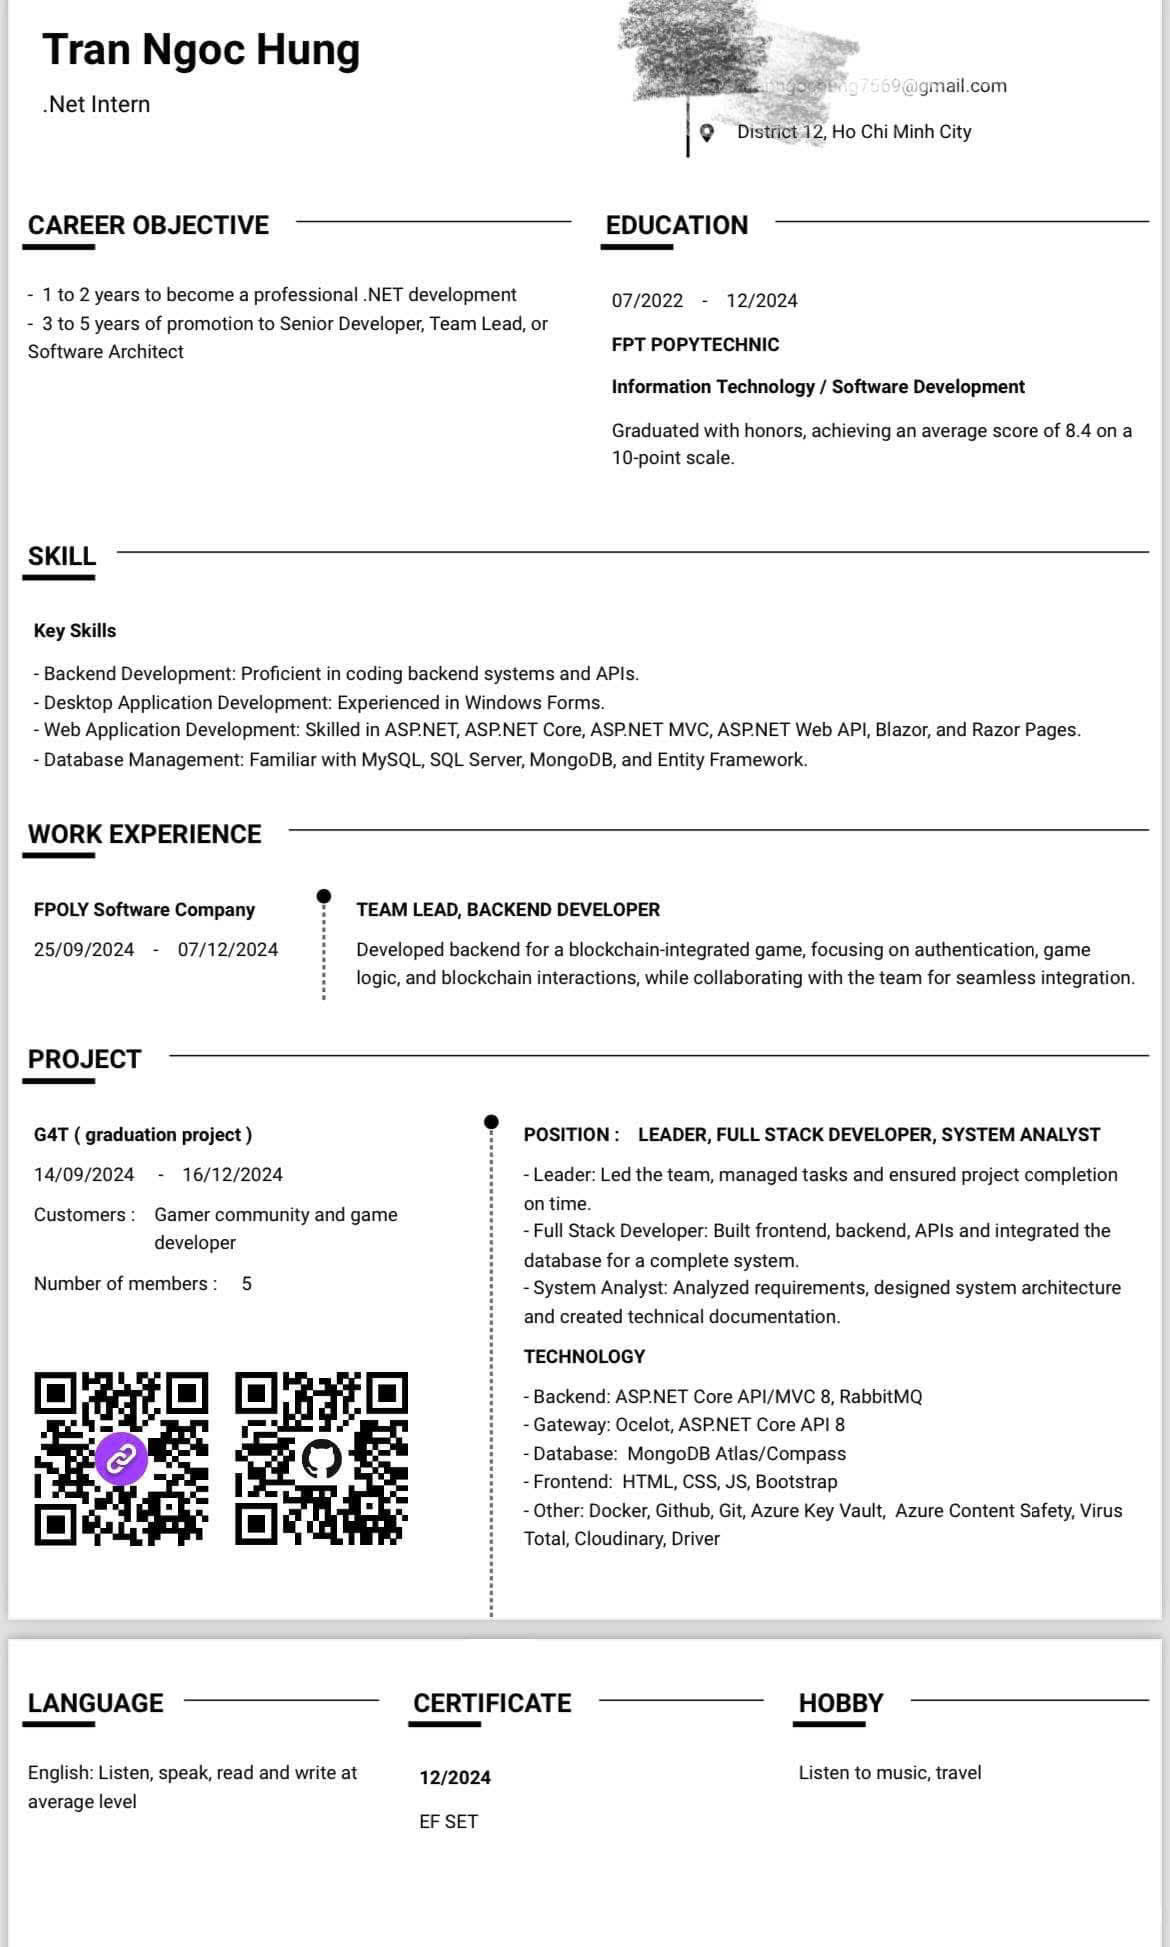 Tran Ngoc Hung
.Net Intern
7569@gmail.com
District 12, Ho Chi Minh City
CAREER OBJECTIVE
- 1 to 2 years to become a professional .NET development
- 3 to 5 years of promotion to Senior Developer, Team Lead, or
Software Architect
EDUCATION
07/2022 - 12/2024
FPT POPYTECHNIC
Information Technology / Software Development
Graduated with honors, achieving an average score of 8.4 on a
10-point scale.
SKILL
Key Skills
- Backend Development: Proficient in coding backend systems and APIs.
- Desktop Application Development: Experienced in Windows Forms.
- Web Application Development: Skilled in ASP.NET, ASP.NET Core, ASP.NET MVC, ASP.NET Web API, Blazor, and Razor Pages.
- Database Management: Familiar with MySQL, SQL Server, MongoDB, and Entity Framework.
WORK EXPERIENCE
FPOLY Software Company
25/09/2024 - 07/12/2024
TEAM LEAD, BACKEND DEVELOPER
Developed backend for a blockchain-integrated game, focusing on authentication, game
logic, and blockchain interactions, while collaborating with the team for seamless integration.
PROJECT
G4T ( graduation project )
14/09/2024 - 16/12/2024
Customers : Gamer community and game
developer
Number of members : 5
POSITION : LEADER, FULL STACK DEVELOPER, SYSTEM ANALYST
- Leader: Led the team, managed tasks and ensured project completion
on time.
- Full Stack Developer: Built frontend, backend, APIs and integrated the
database for a complete system.
- System Analyst: Analyzed requirements, designed system architecture
and created technical documentation.
TECHNOLOGY
- Backend: ASP.NET Core API/MVC 8, RabbitMQ
- Gateway: Ocelot, ASP.NET Core API 8
- Database: MongoDB Atlas/Compass
- Frontend: HTML, CSS, JS, Bootstrap
- Other: Docker, Github, Git, Azure Key Vault, Azure Content Safety, Virus
Total, Cloudinary, Driver
LANGUAGE
English: Listen, speak, read and write at
average level
CERTIFICATE
12/2024
EF SET
HOBBY
Listen to music, travel